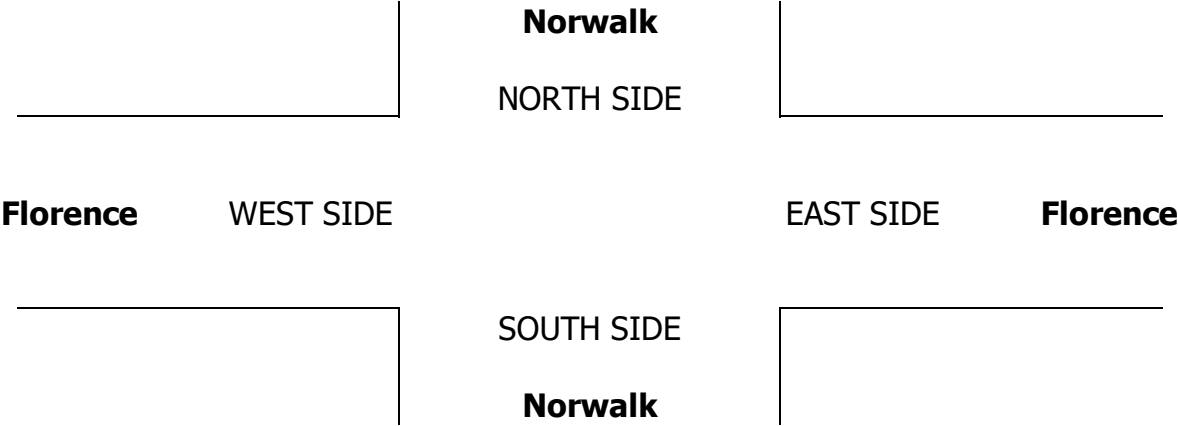 Norwalk
NORTH SIDE
Florence WEST SIDE EAST SIDE Florence
SOUTH SIDE
Norwalk